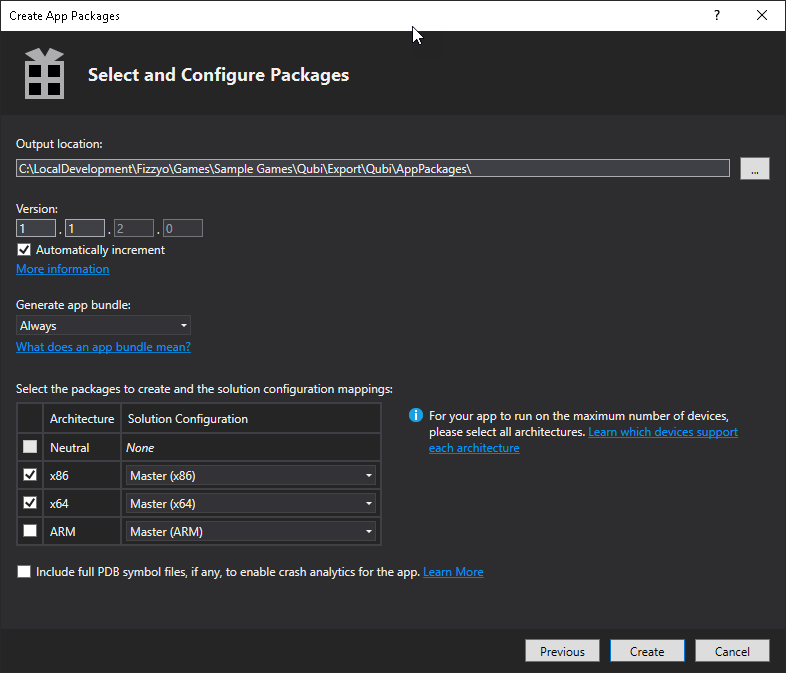 Create App Packages
?
Select and Configure Packages
Output location:
C:\LocalDevelopment\Fizzyo\Games\Sample Games\Qubi\Export\Qubi\AppPackages\
...
Version:
1 . 1 . 2 . 0
Automatically increment
More information
Generate app bundle:
Always
What does an app bundle mean?
Select the packages to create and the solution configuration mappings:
Architecture Solution Configuration
Neutral None
x86 Master (x86)
x64 Master (x64)
ARM Master (ARM)
For your app to run on the maximum number of devices,
please select all architectures. Learn which devices support
each architecture
Include full PDB symbol files, if any, to enable crash analytics for the app. Learn More
Previous Create Cancel